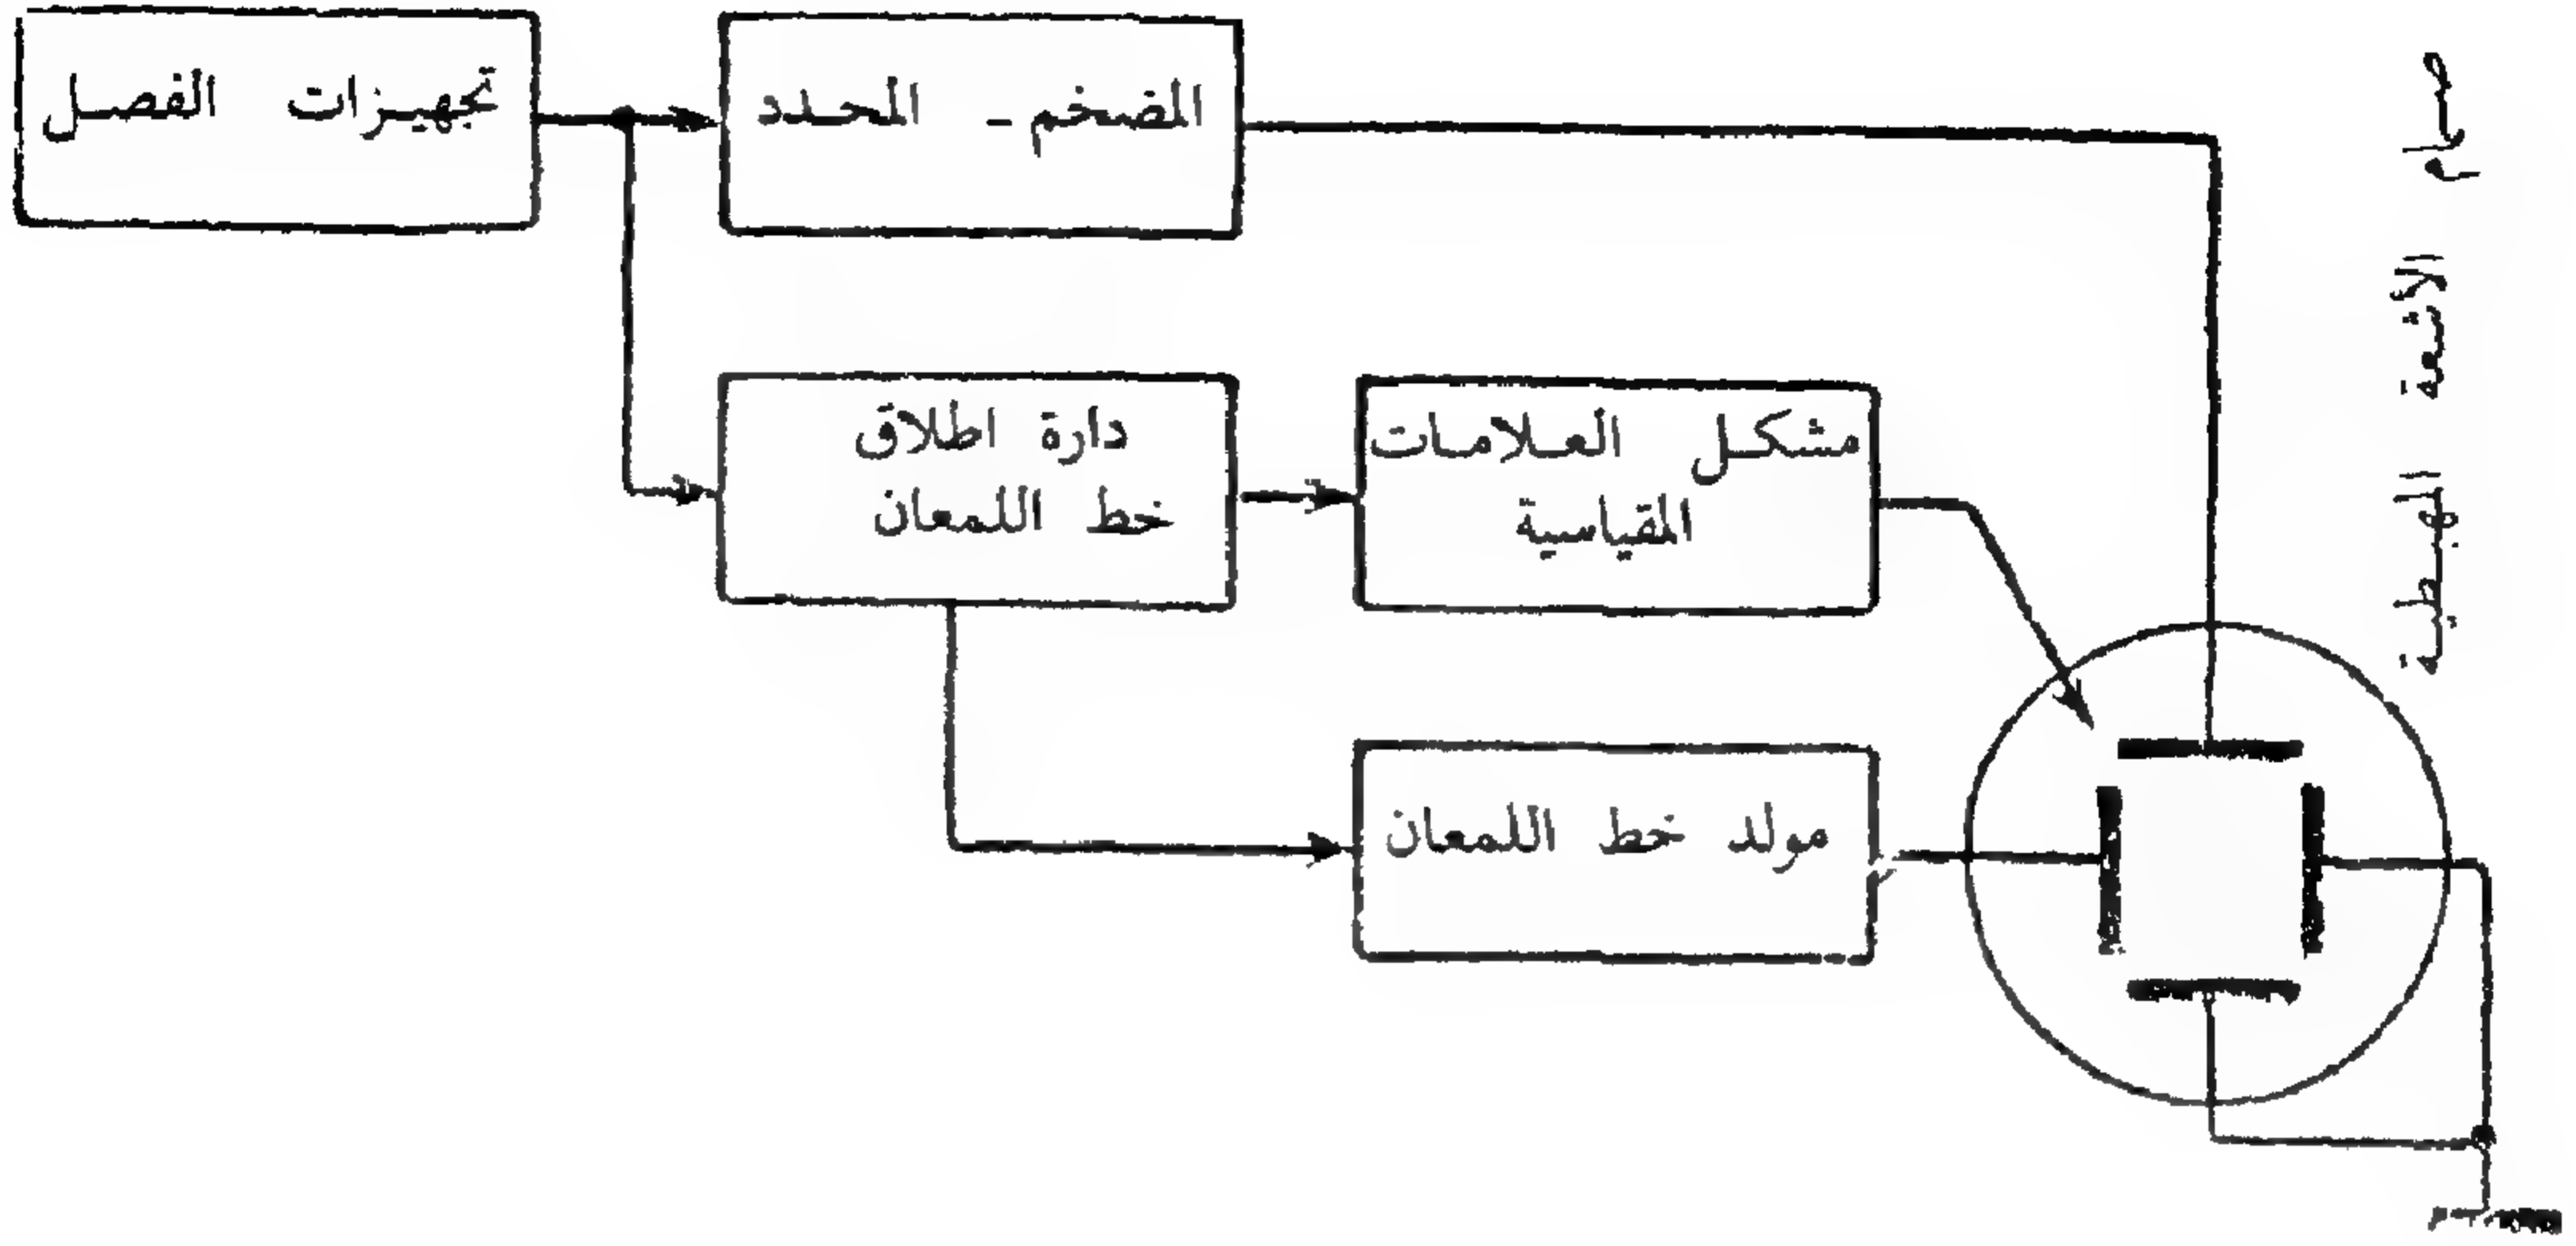 تجهيزات الفصل
المضخم - المحدد
دارة اطلاق
خط اللمعان
مشكل العلامات
المقياسية
مولد خط اللمعان
صمام الأشعة المهبطية